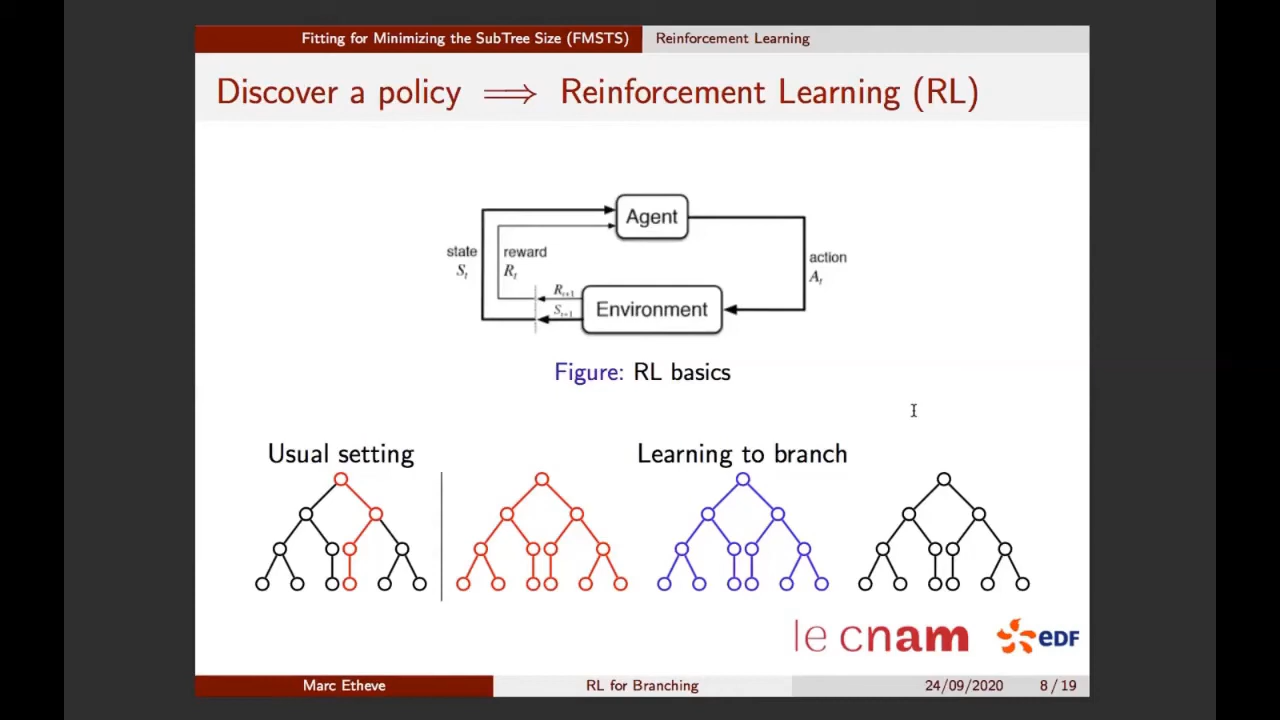 Fitting for Minimizing the SubTree Size (FMSTS) Reinforcement Learning
Discover a policy ⟹ Reinforcement Learning (RL)
Agent
state
S_t
reward
R_t
action
A_t
R_{t+1}
S_{t+1}
Environment
Figure: RL basics
Usual setting
Learning to branch
le cnam
EDF
Marc Etheve RL for Branching 24/09/2020 8 / 19